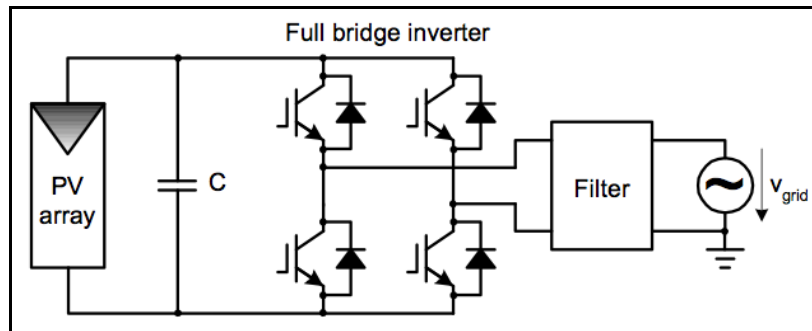 Full bridge inverter
PV
array
C
Filter
~
v_grid